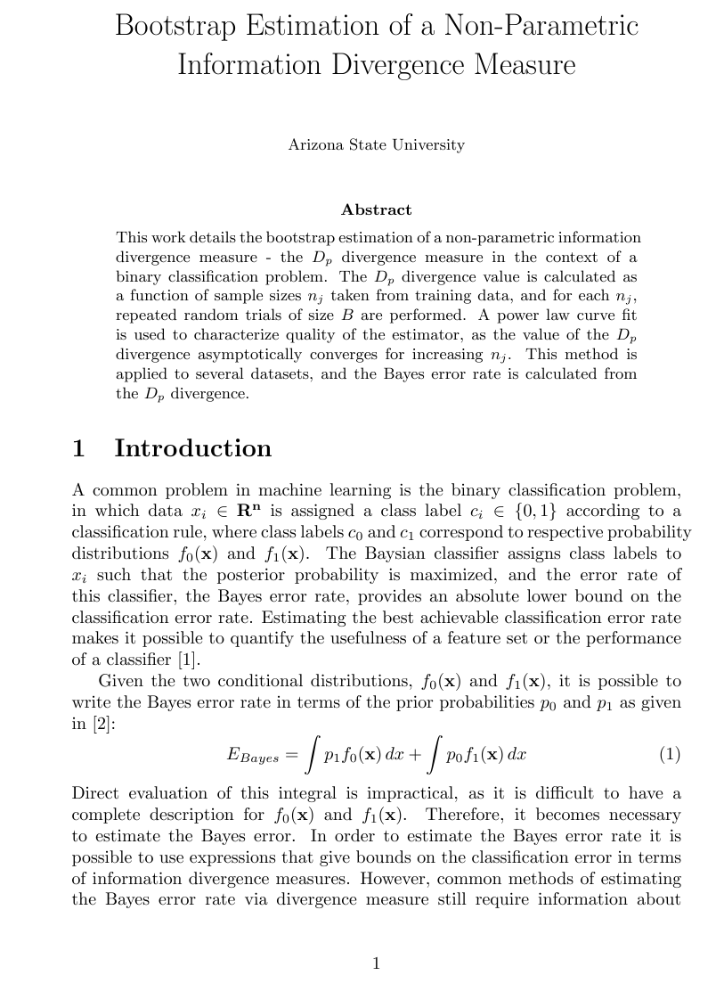 Bootstrap Estimation of a Non-Parametric
Information Divergence Measure
Arizona State University
Abstract
This work details the bootstrap estimation of a non-parametric information
divergence measure - the D_p divergence measure in the context of a
binary classification problem. The D_p divergence value is calculated as
a function of sample sizes n_j taken from training data, and for each n_j,
repeated random trials of size B are performed. A power law curve fit
is used to characterize quality of the estimator, as the value of the D_p
divergence asymptotically converges for increasing n_j. This method is
applied to several datasets, and the Bayes error rate is calculated from
the D_p divergence.
1 Introduction
A common problem in machine learning is the binary classification problem,
in which data x_i ∈ R^n is assigned a class label c_i ∈ {0, 1} according to a
classification rule, where class labels c_0 and c_1 correspond to respective probability
distributions f_0(x) and f_1(x). The Baysian classifier assigns class labels to
x_i such that the posterior probability is maximized, and the error rate of
this classifier, the Bayes error rate, provides an absolute lower bound on the
classification error rate. Estimating the best achievable classification error rate
makes it possible to quantify the usefulness of a feature set or the performance
of a classifier [1].
Given the two conditional distributions, f_0(x) and f_1(x), it is possible to
write the Bayes error rate in terms of the prior probabilities p_0 and p_1 as given
in [2]:
E_{Bayes} = ∫ p_1 f_0(x) dx + ∫ p_0 f_1(x) dx (1)
Direct evaluation of this integral is impractical, as it is difficult to have a
complete description for f_0(x) and f_1(x). Therefore, it becomes necessary
to estimate the Bayes error. In order to estimate the Bayes error rate it is
possible to use expressions that give bounds on the classification error in terms
of information divergence measures. However, common methods of estimating
the Bayes error rate via divergence measure still require information about
1